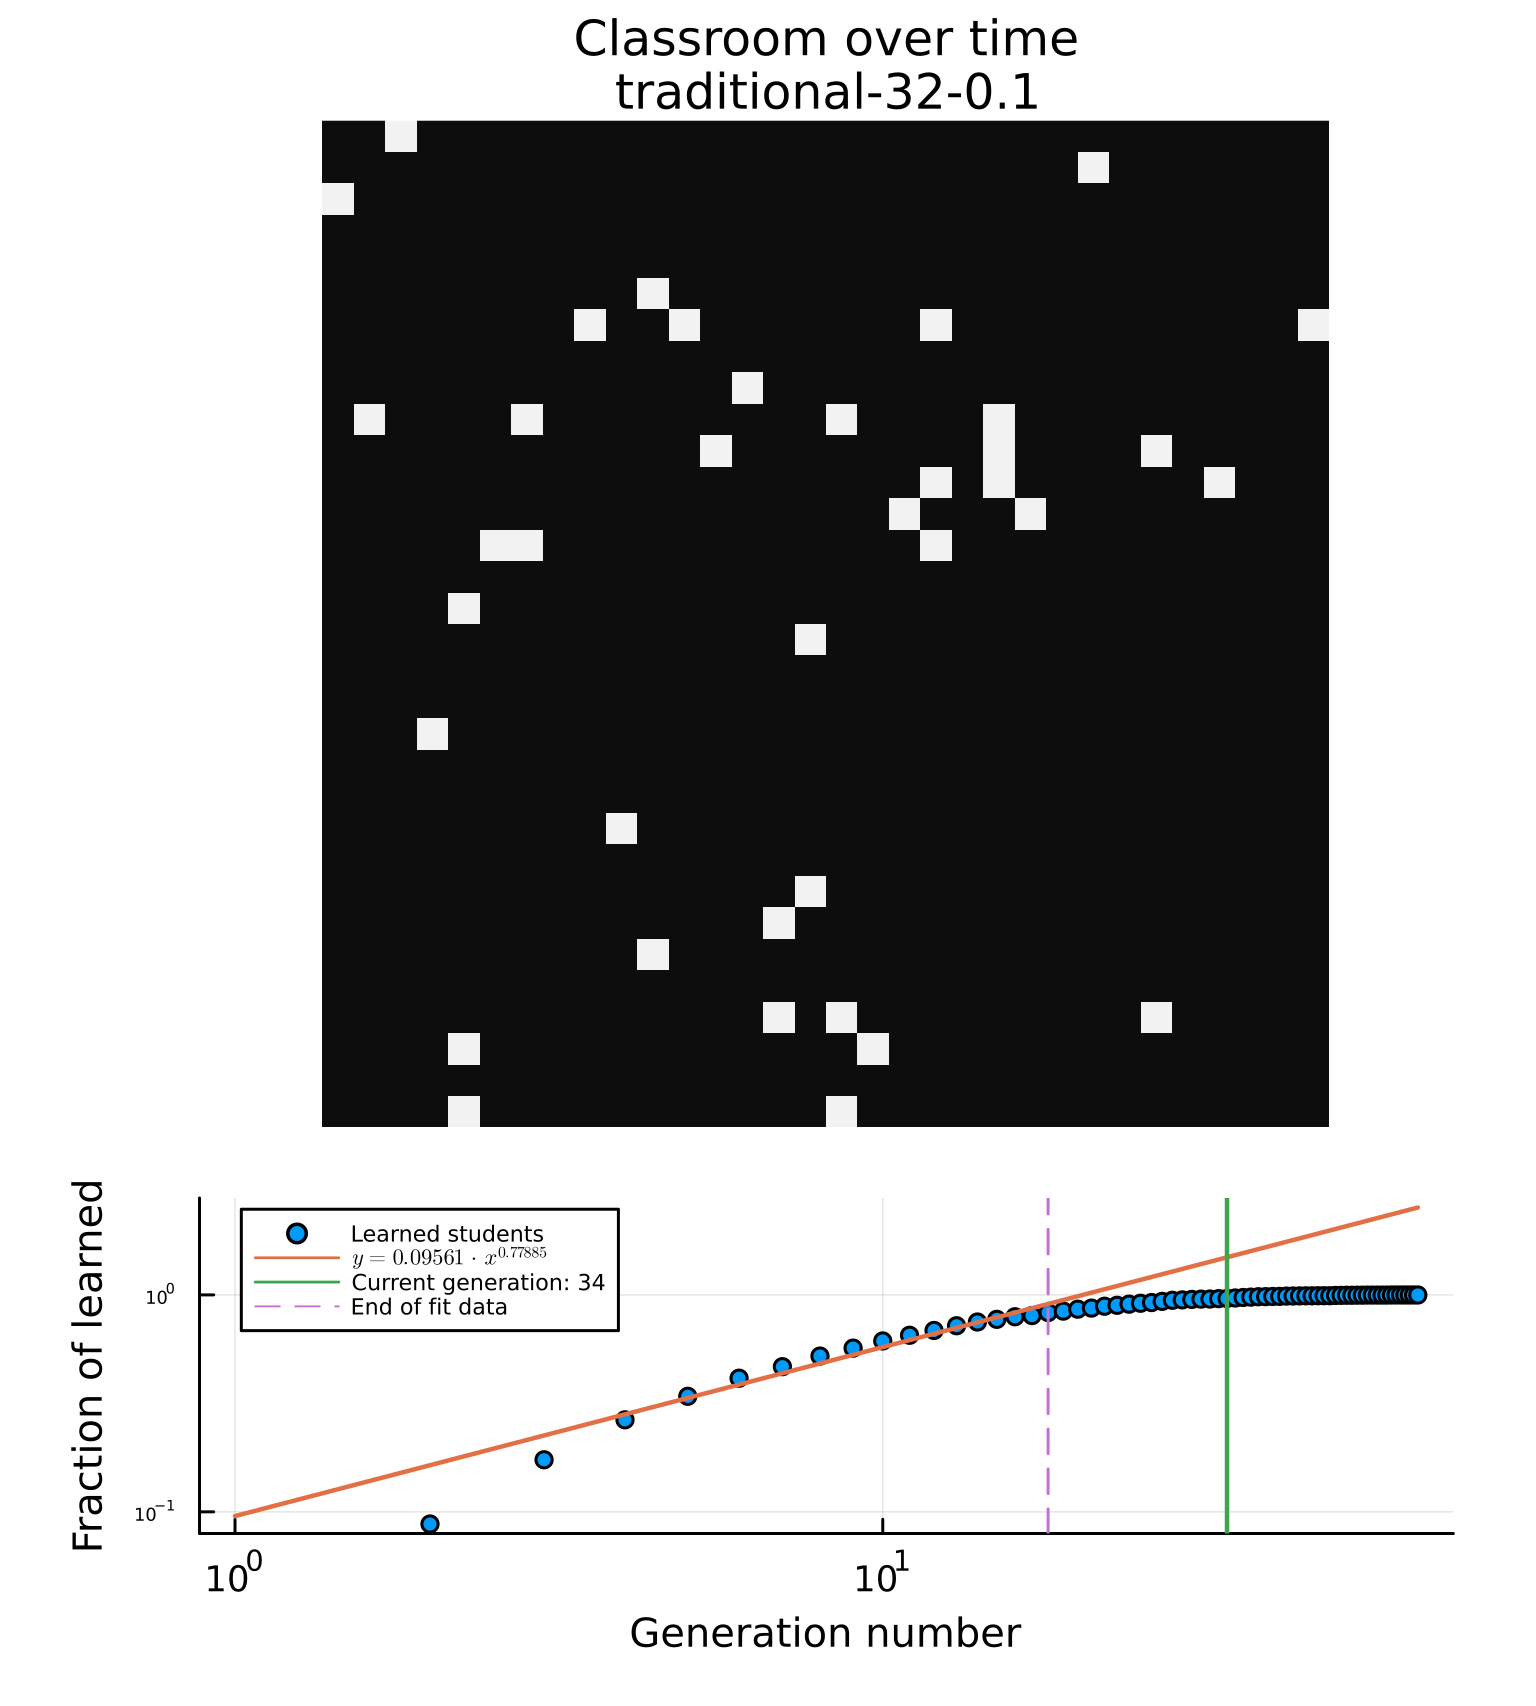 Classroom over time
traditional-32-0.1
Learned students
y = 0.09561 · x^0.77885
Current generation: 34
End of fit data
Fraction of learned
10^0
10^-1
10^0
10^1
Generation number